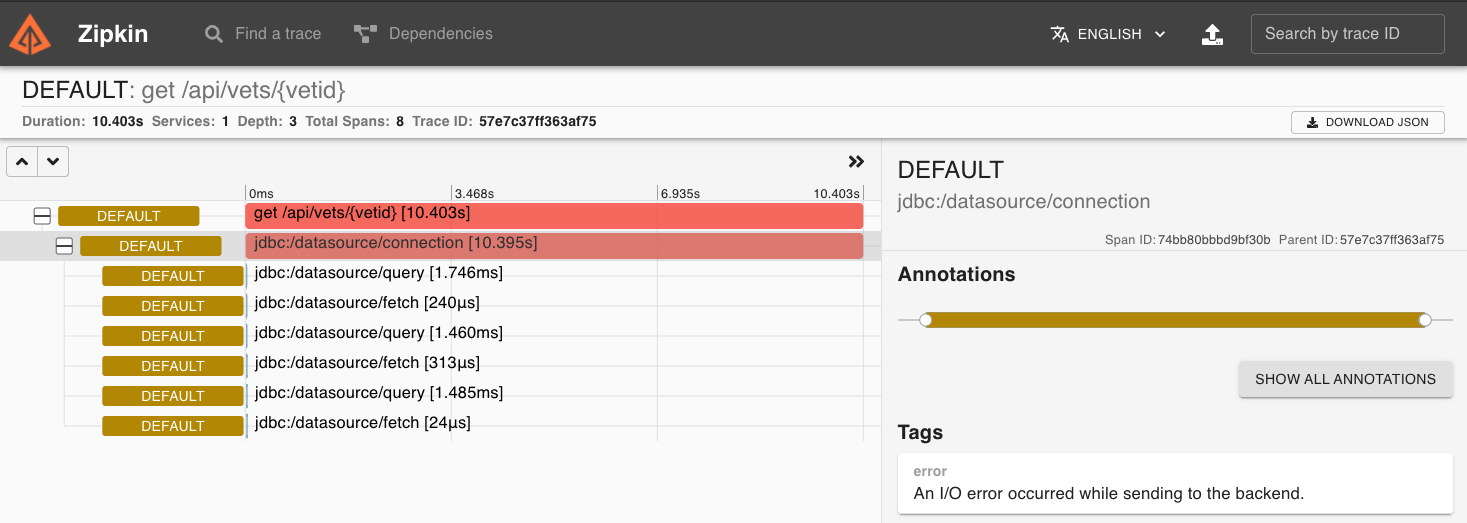 Zipkin Find a trace Dependencies ENGLISH Search by trace ID
DEFAULT: get /api/vets/{vetid}
Duration: 10.403s Services: 1 Depth: 3 Total Spans: 8 Trace ID: 57e7c37ff363af75 DOWNLOAD JSON
0ms 3.468s 6.935s 10.403s
DEFAULT get /api/vets/{vetid} [10.403s]
DEFAULT jdbc:/datasource/connection [10.395s]
DEFAULT jdbc:/datasource/query [1.746ms]
DEFAULT jdbc:/datasource/fetch [240μs]
DEFAULT jdbc:/datasource/query [1.460ms]
DEFAULT jdbc:/datasource/fetch [313μs]
DEFAULT jdbc:/datasource/query [1.485ms]
DEFAULT jdbc:/datasource/fetch [24μs]
DEFAULT
jdbc:/datasource/connection
Span ID: 74bb80bbbd9bf30b Parent ID: 57e7c37ff363af75
Annotations
SHOW ALL ANNOTATIONS
Tags
error
An I/O error occurred while sending to the backend.